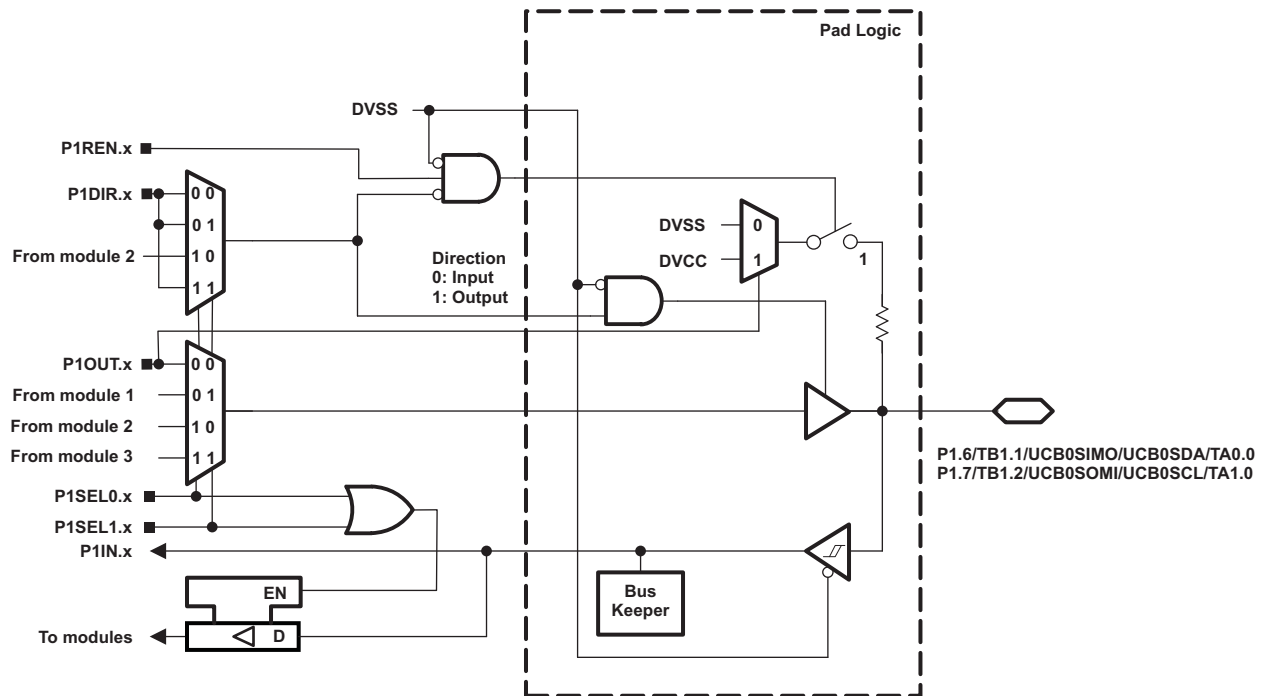 Pad Logic
DVSS
P1REN.x
P1DIR.x
0 0
0 1
From module 2
1 0
1 1
Direction
0: Input
1: Output
DVSS
0
DVCC
1
1
P1OUT.x
0 0
From module 1
0 1
From module 2
1 0
From module 3
1 1
P1.6/TB1.1/UCB0SIMO/UCB0SDA/TA0.0
P1.7/TB1.2/UCB0SOMI/UCB0SCL/TA1.0
P1SEL0.x
P1SEL1.x
P1IN.x
EN
Bus
Keeper
To modules
D